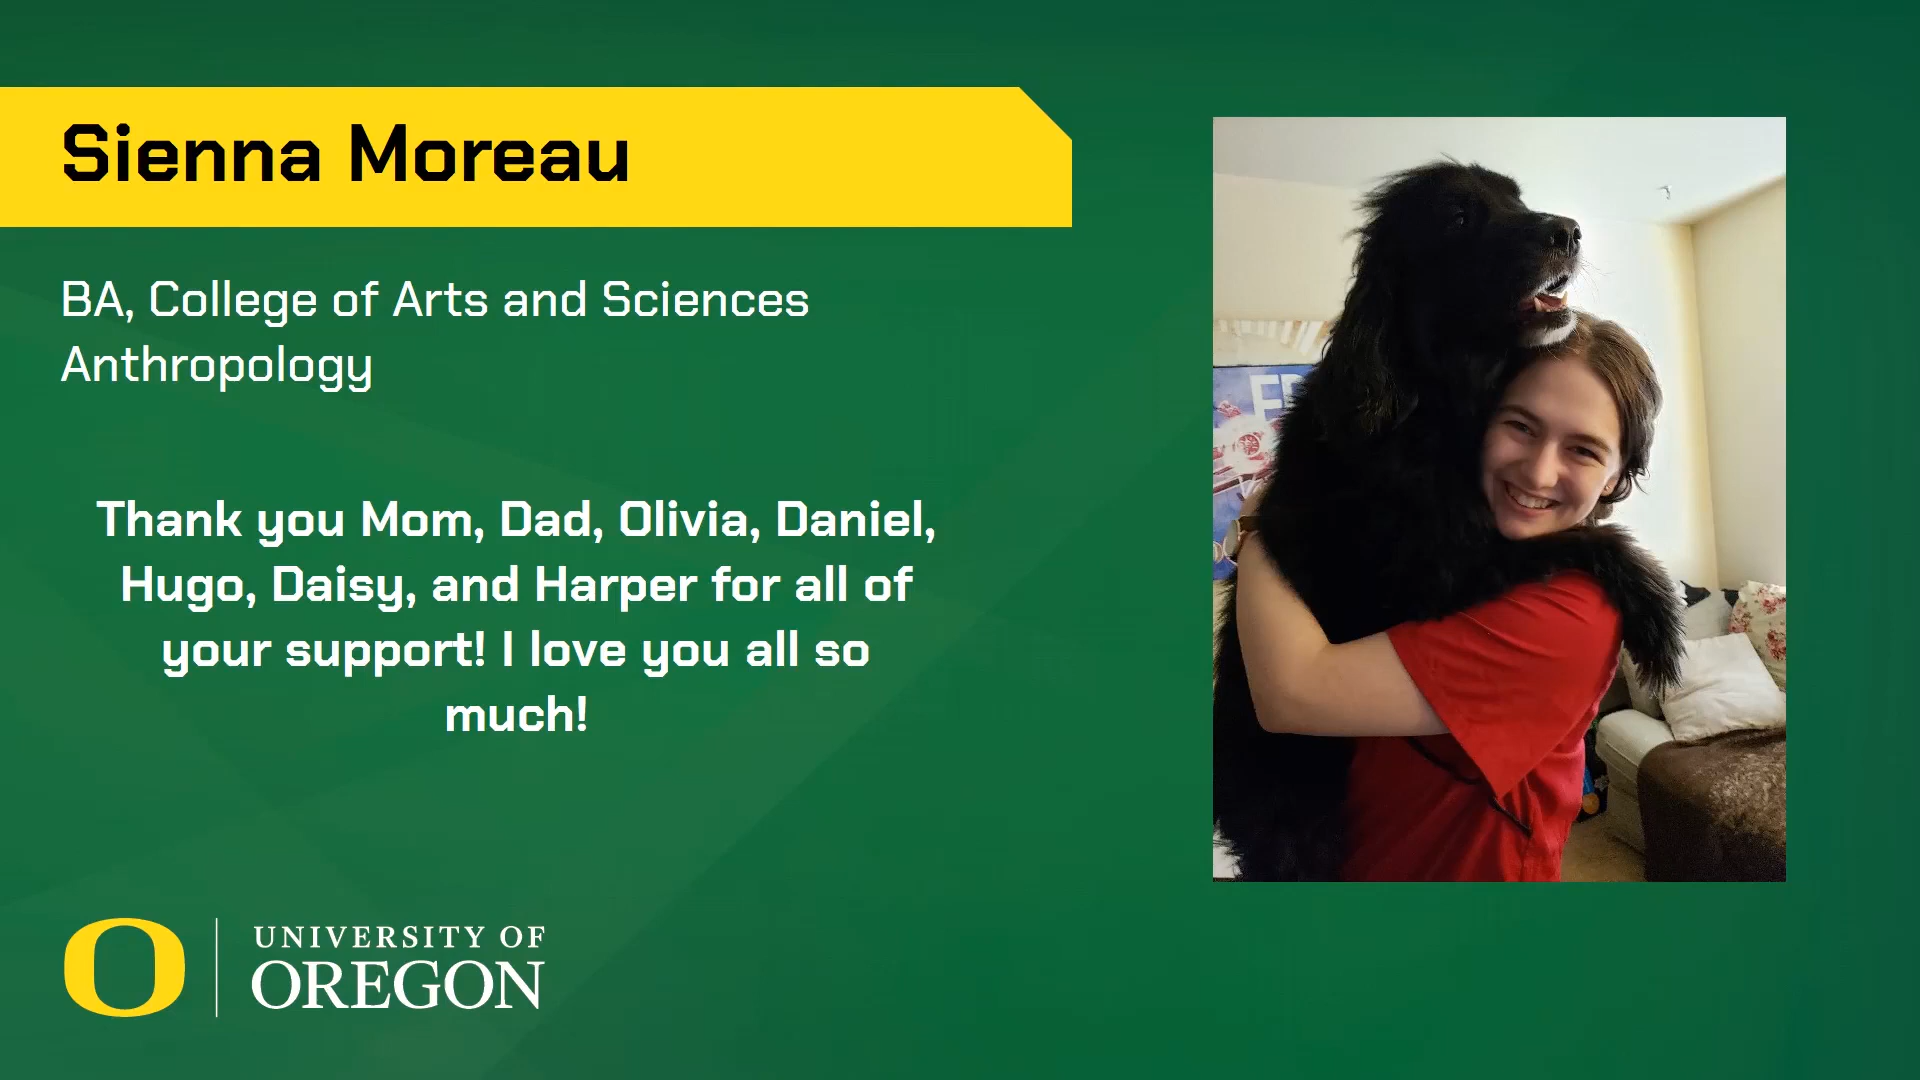 Sienna Moreau
BA, College of Arts and Sciences
Anthropology
Thank you Mom, Dad, Olivia, Daniel,
Hugo, Daisy, and Harper for all of
your support! I love you all so
much!
O
UNIVERSITY OF
OREGON